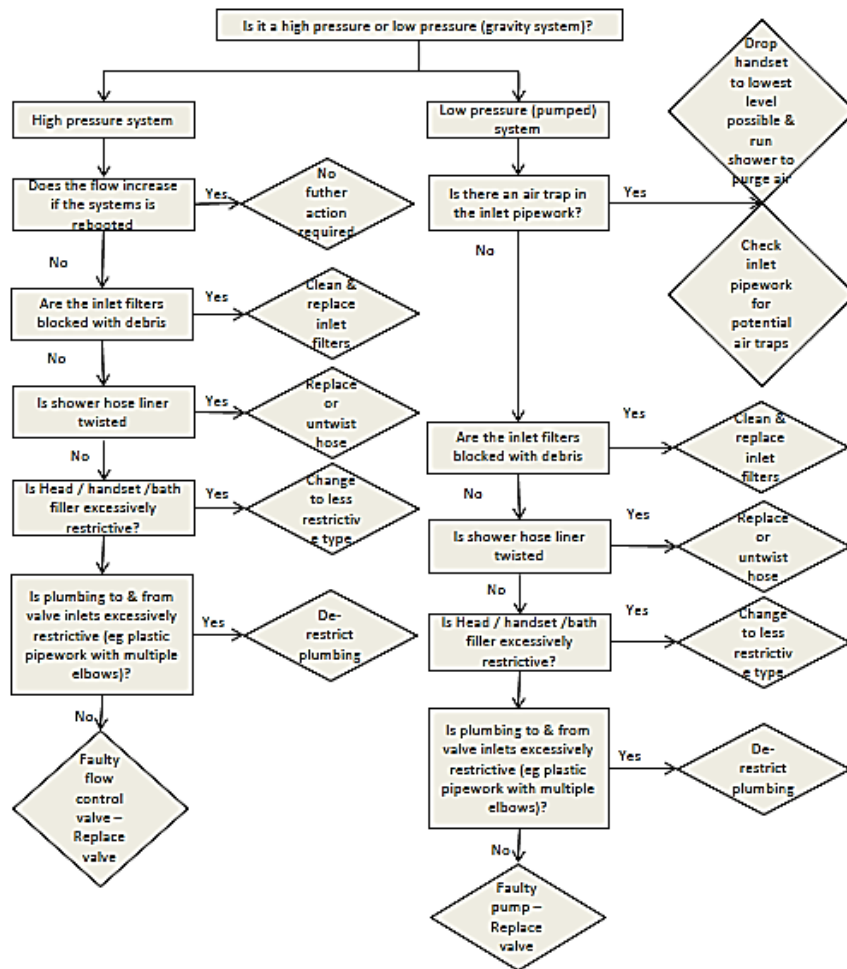 Is it a high pressure or low pressure (gravity system)?
High pressure system
Does the flow increase
if the systems is
rebooted
Yes
No
futher
action
required
No
Are the inlet filters
blocked with debris
Yes
Clean &
replace
inlet
filters
No
Is shower hose liner
twisted
Yes
Replace
or
untwist
hose
No
Is Head / handset /bath
filler excessively
restrictive?
Yes
Change
to less
restrictiv
e type
No
Is plumbing to & from
valve inlets excessively
restrictive (eg plastic
pipework with multiple
elbows)?
Yes
De-
restrict
plumbing
No
Faulty
flow
control
valve –
Replace
valve
Low pressure (pumped)
system
Is there an air trap in
the inlet pipework?
Yes
Drop
handset
to lowest
level
possible &
run
shower to
purge air
Check
inlet
pipework
for
potential
air traps
No
Are the inlet filters
blocked with debris
Yes
Clean &
replace
inlet
filters
No
Is shower hose liner
twisted
Yes
Replace
or
untwist
hose
No
Is Head / handset /bath
filler excessively
restrictive?
Yes
Change
to less
restrictiv
e type
No
Is plumbing to & from
valve inlets excessively
restrictive (eg plastic
pipework with multiple
elbows)?
Yes
De-
restrict
plumbing
No
Faulty
pump –
Replace
valve